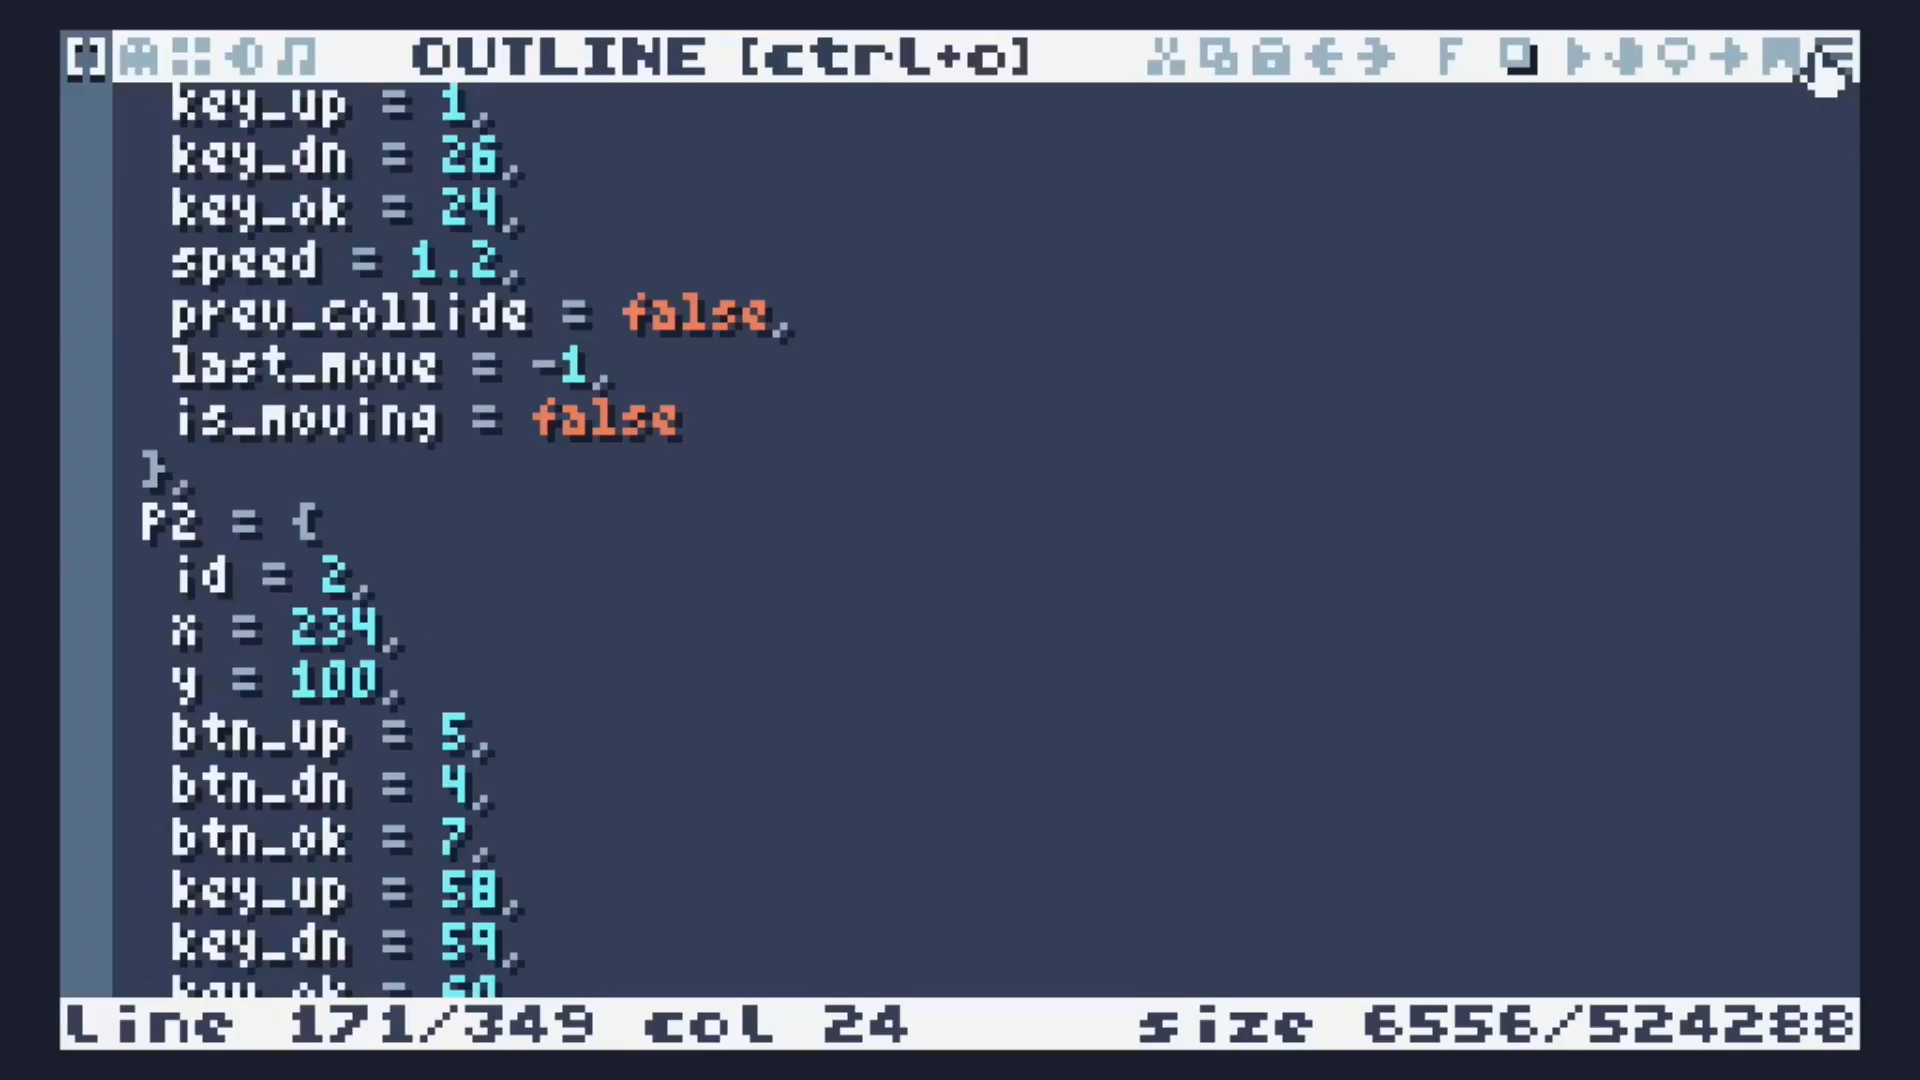 OUTLINE [ctrl+o]
F
key_up = 1,
key_dn = 26,
key_ok = 24,
speed = 1.2,
prev_collide = false,
last_move = -1,
is_moving = false
},
P2 = {
id = 2,
x = 234,
y = 100,
btn_up = 5,
btn_dn = 4,
btn_ok = 7,
key_up = 58,
key_dn = 59,
key_ok = 60
line 171/349 col 24
size 6556/524288